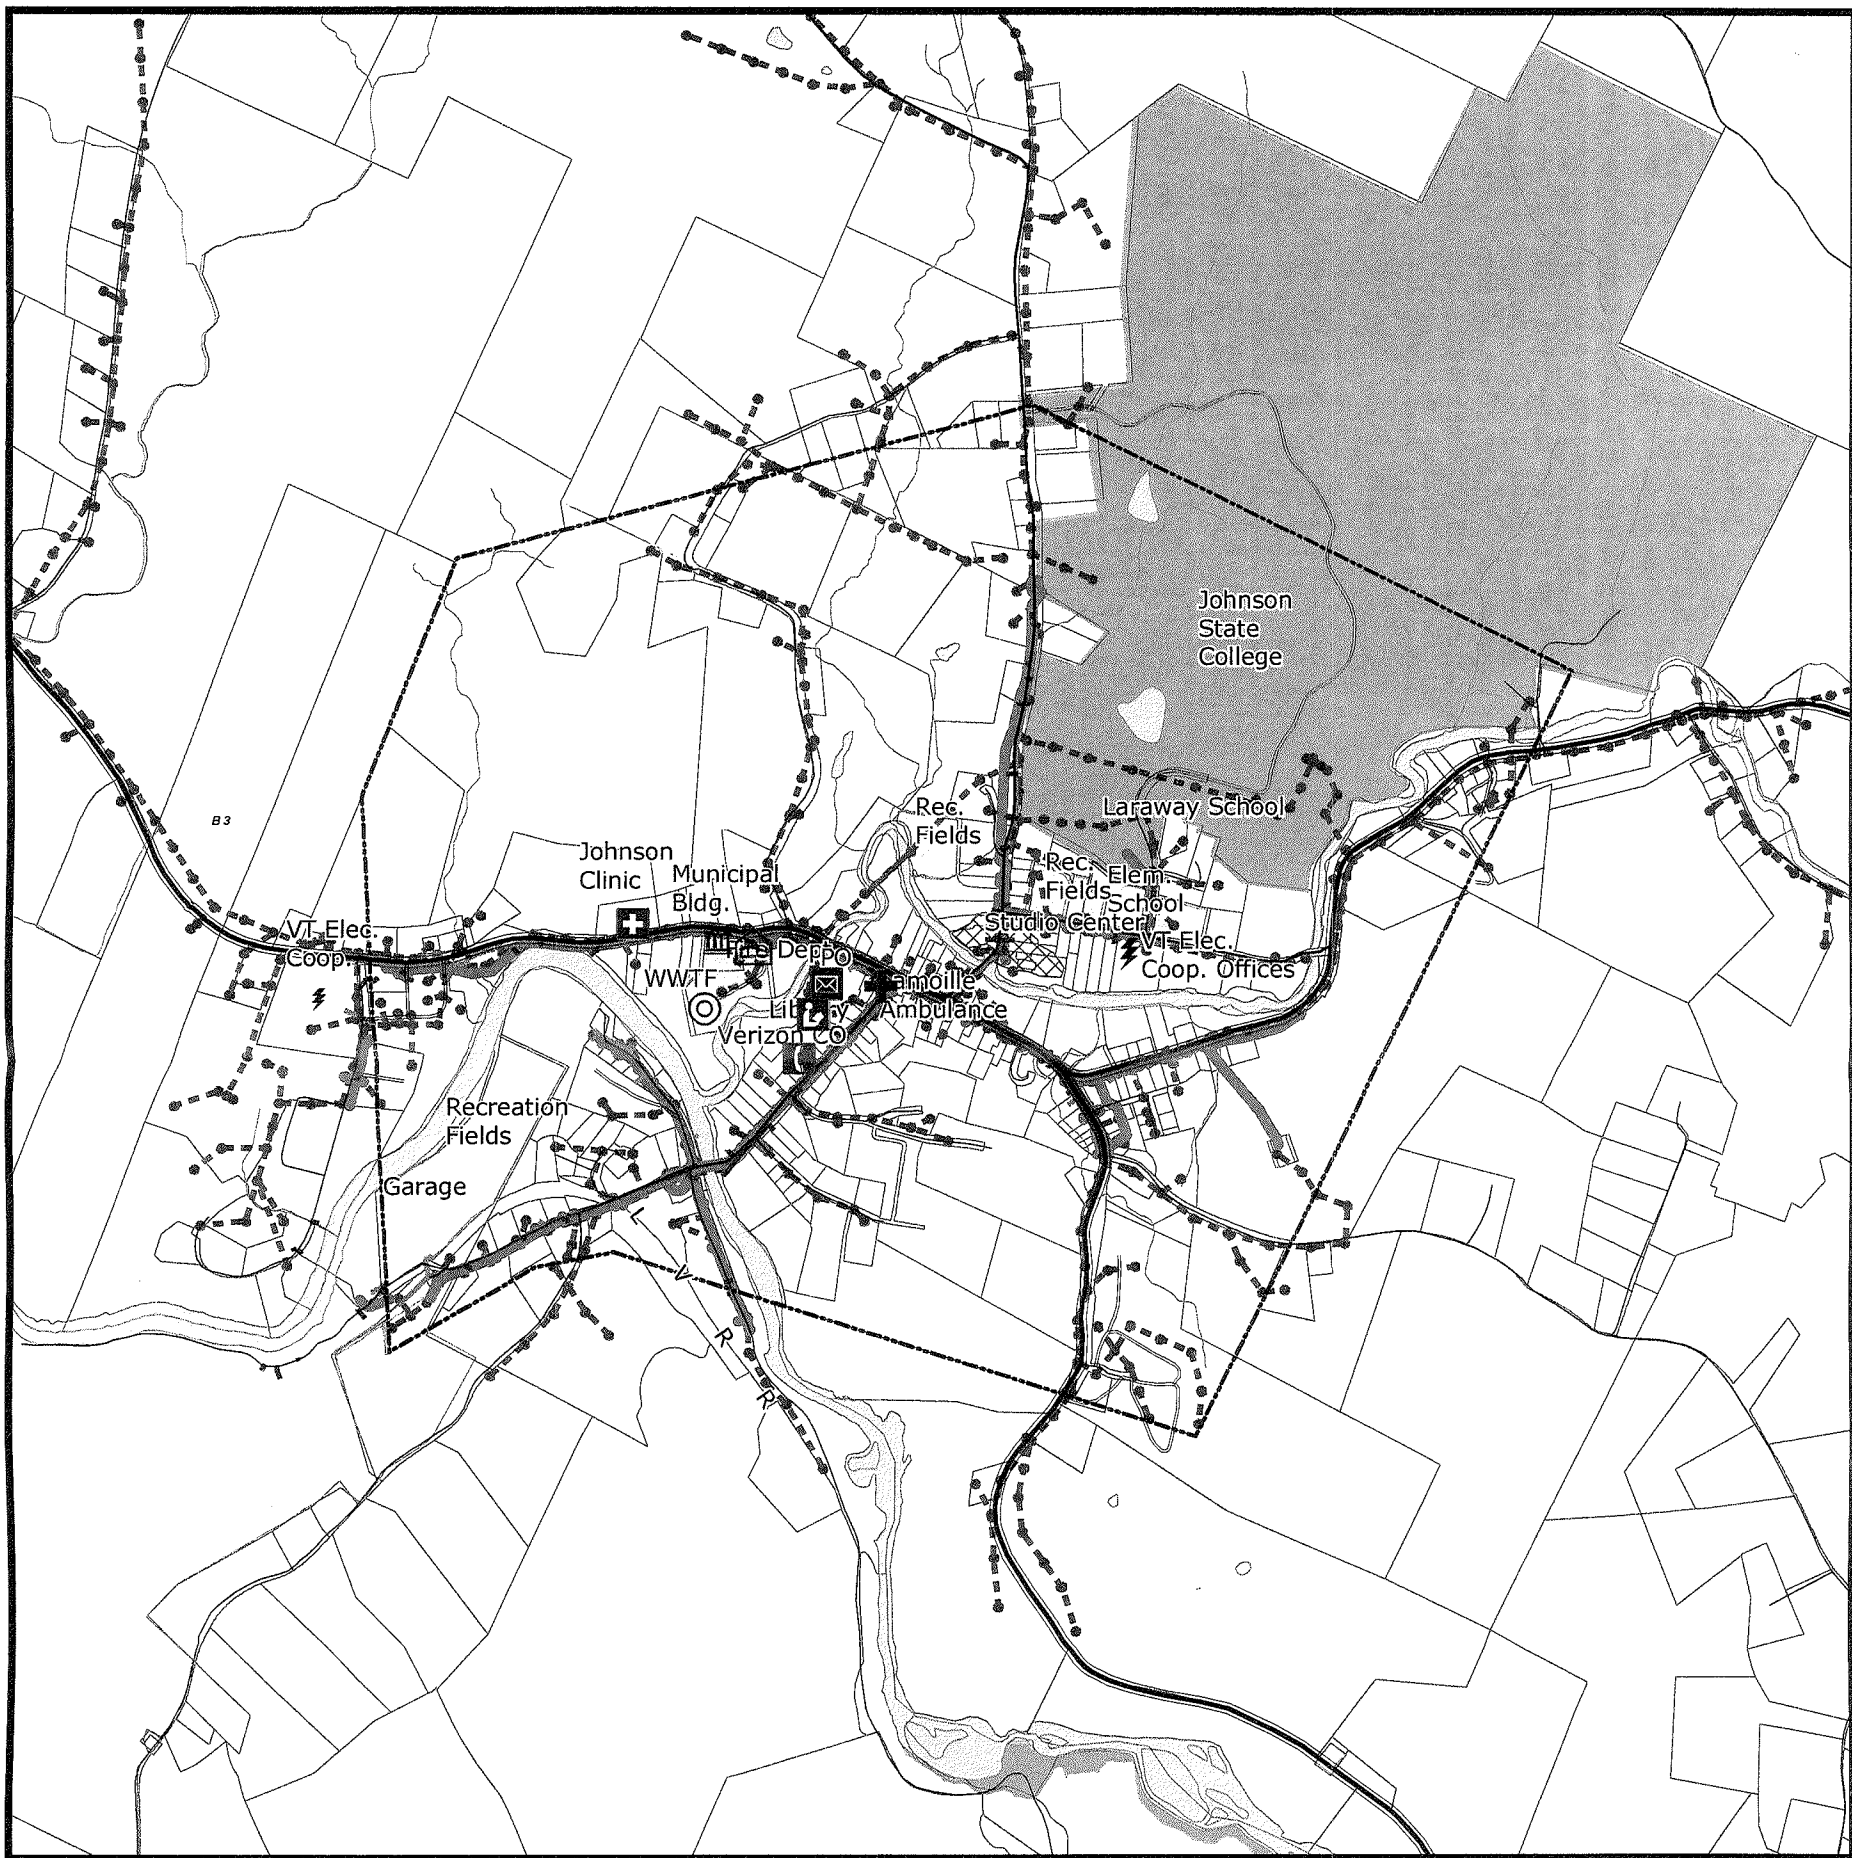 Johnson
State
College
Rec.
Fields
Laraway School
B 3
Johnson
Clinic
Municipal
Bldg.
Rec.
Fields
Elem.
School
Studio Center
VT Elec.
Coop.
Fire Dept
PO
VT Elec.
Coop. Offices
WWTF
Lamoille
Ambulance
Library
Verizon CO
Recreation
Fields
Garage
L
V
R
R